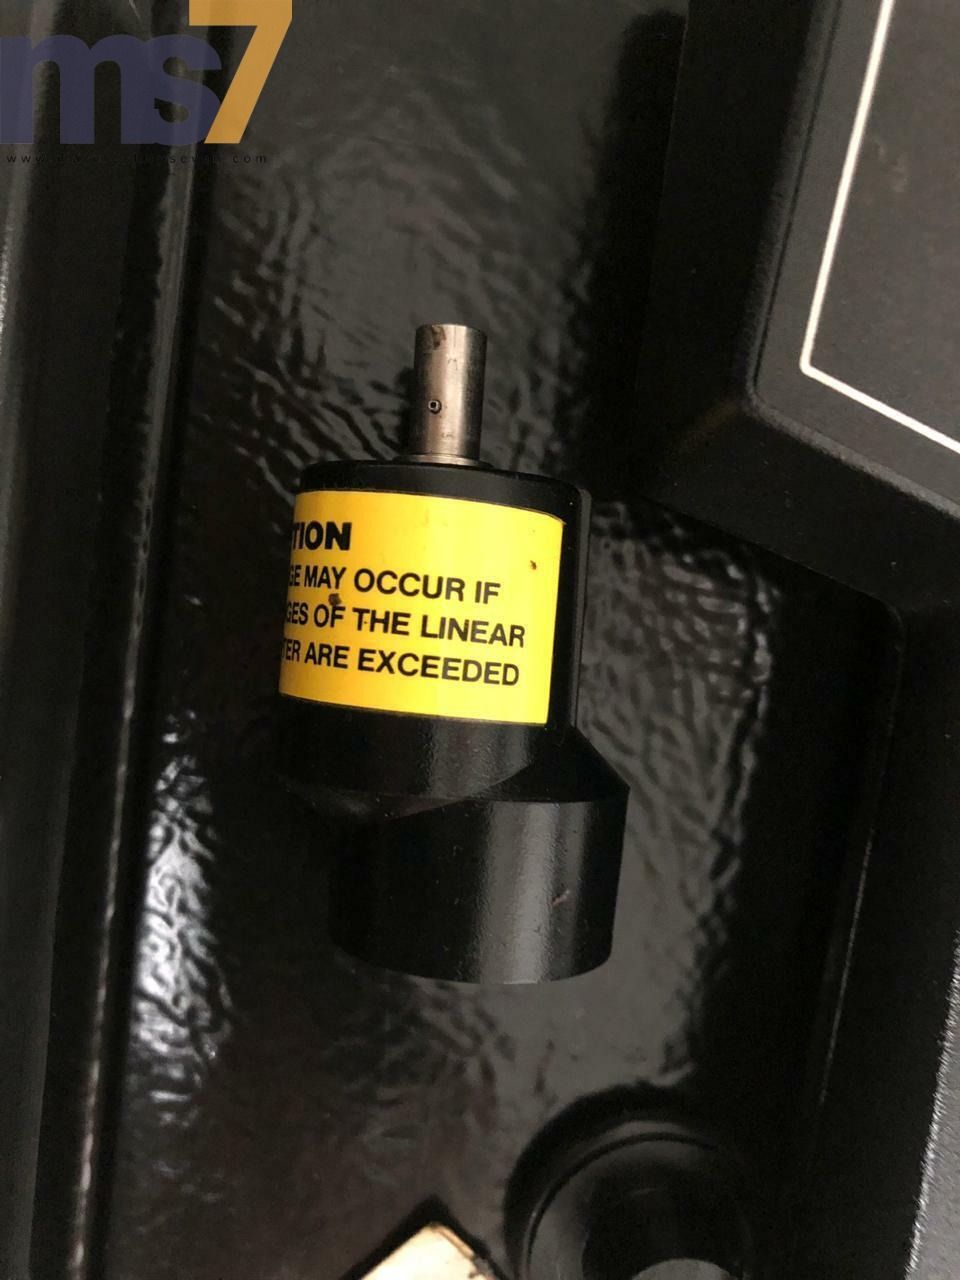 ms7
TION
GE MAY OCCUR IF
GES OF THE LINEAR
TER ARE EXCEEDED